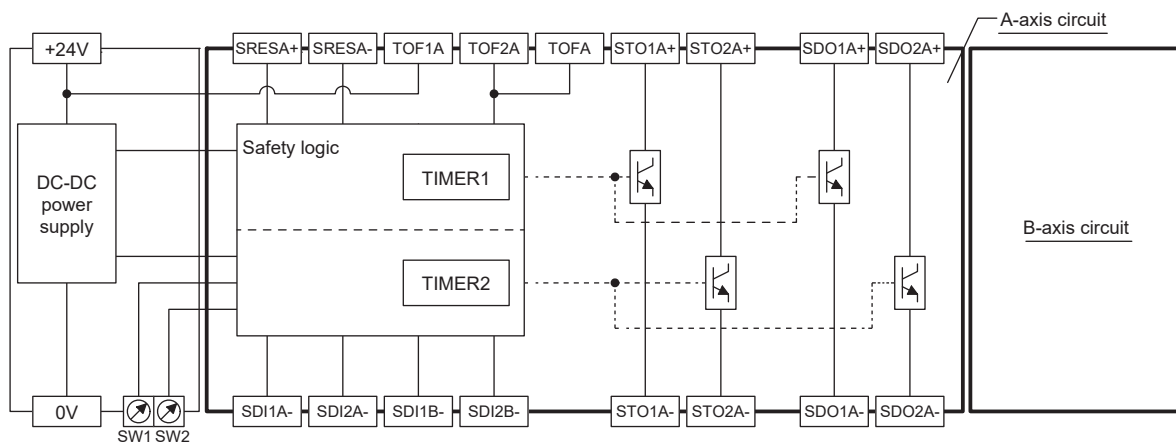 A-axis circuit
+24V
SRESA+
SRESA-
TOF1A
TOF2A
TOFA
STO1A+
STO2A+
SDO1A+
SDO2A+
Safety logic
DC-DC
power
supply
TIMER1
B-axis circuit
TIMER2
0V
SW1
SW2
SDI1A-
SDI2A-
SDI1B-
SDI2B-
STO1A-
STO2A-
SDO1A-
SDO2A-